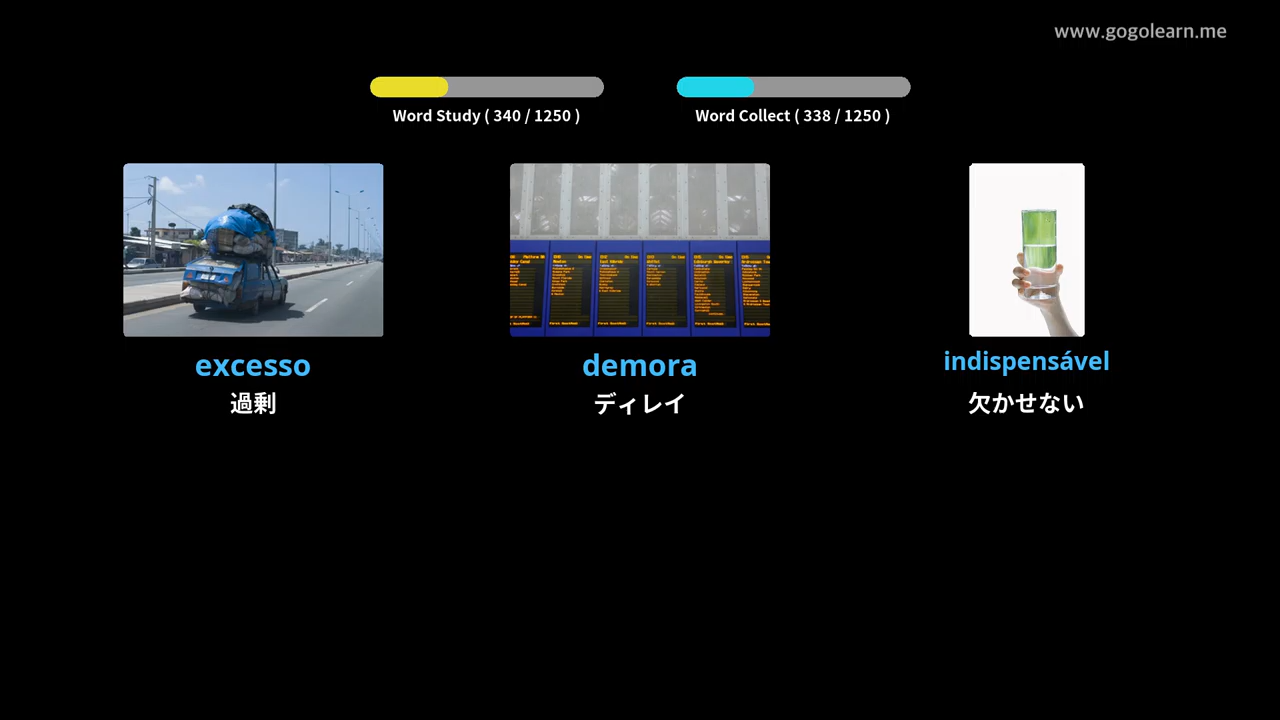 www.gogolearn.me
Word Study ( 340 / 1250 )
Word Collect ( 338 / 1250 )
excesso
demora
indispensável
過剰
ディレイ
欠かせない